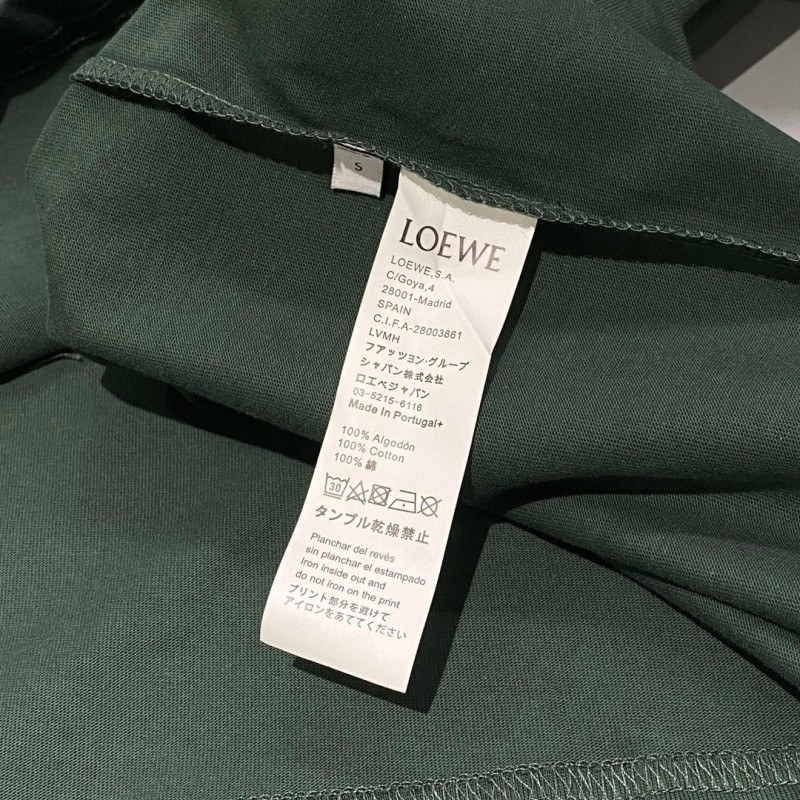 S
LOEWE
LOEWE,S.A.
C/Goya,4
28001-Madrid
SPAIN
C.I.F.A-28003861
LVMH
フアッツョン·グループ
シャパン株式会社
口エベジャパン
03-5215-6116
Made In Portugal+
100% Algodón
100% Cotton
100% 綿
30
タンブル乾燥禁止
Planchar del revés
sin planchar el estampado
Iron inside out and
do not iron on the print
プリント部分を避けて
アイロンをあててください